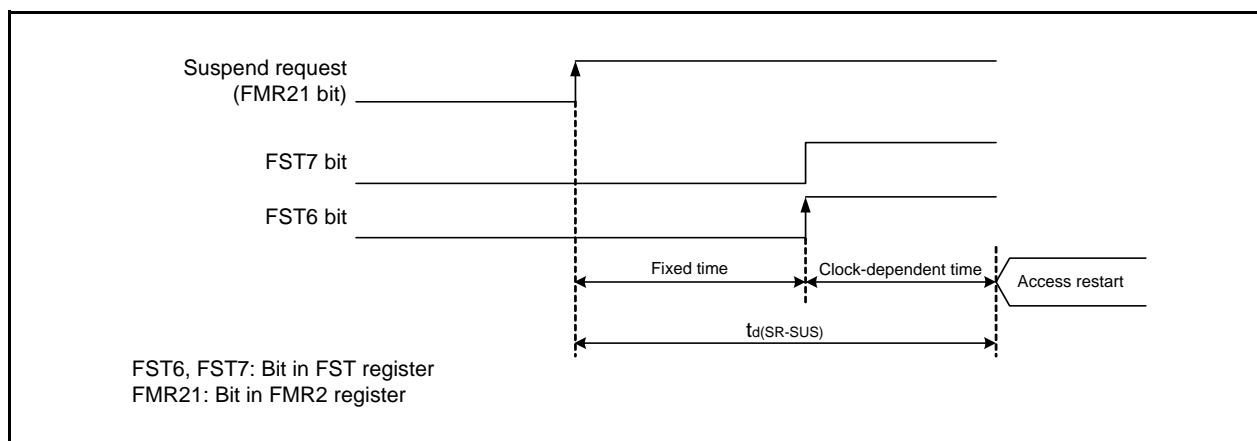 Suspend request
(FMR21 bit)
FST7 bit
FST6 bit
Fixed time
Clock-dependent time
Access restart
td(SR-SUS)
FST6, FST7: Bit in FST register
FMR21: Bit in FMR2 register